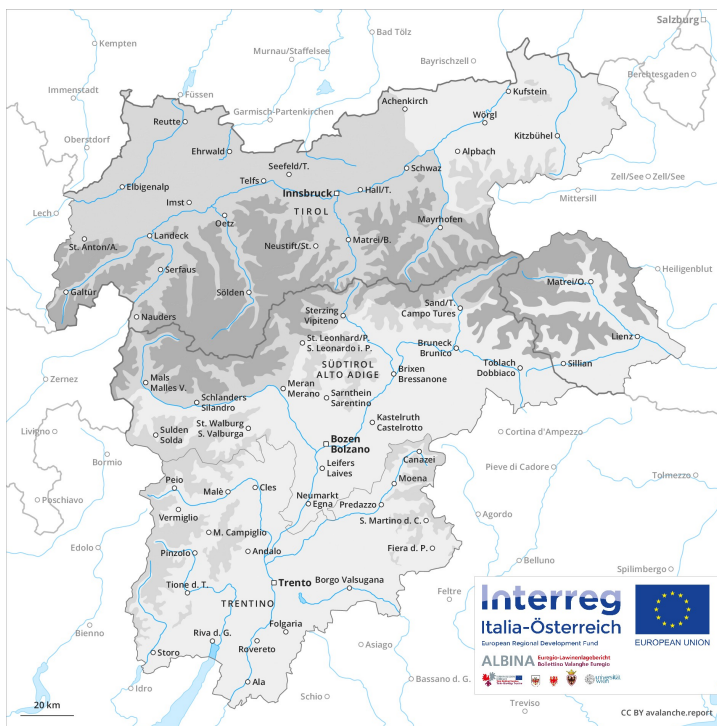 Salzburg
Kempten
Bad Tölz
Murnau/Staffelsee
Bayrischzell
Berchtesgaden
Immenstadt
Füssen
Kufstein
Achenkirch
Garmisch-Partenkirchen
Wörgl
Reutte
Kitzbühel
Oberstdorf
Ehrwald
Alpbach
Seefeld/T.
Schwaz
Telfs
Zell/See
Zell/See
Elbigenalp
Innsbruck
Hall/T.
Mittersill
Imst
TIROL
Lech
Oetz
Mayrhofen
Landeck
Matrei/B.
St. Anton/A.
Neustift/St.
Serfaus
Heiligenblut
Matrei/O.
Galtür
Sölden
Nauders
Sand/T.
Campo Tures
Sterzing
Vipiteno
Lienz
St. Leonhard/P.
S. Leonardo i. P.
Bruneck
Brunico
SÜDTIROL
ALTO ADIGE
Toblach
Dobbiaco
Sillian
Brixen
Bressanone
Zernez
Mals
Malles V.
Meran
Merano
Sarnthein
Sarentino
Schlanders
Silandro
St. Walburg
S. Valburga
Kastelruth
Castelrotto
Livigno
Sulden
Solda
Cortina d'Ampezzo
Bozen
Bolzano
Bormio
Canazei
Leifers
Laives
Pieve di Cadore
Tolmezzo
Peio
Moena
Malè
Cles
Neumarkt
Egna
Predazzo
Poschiavo
Vermiglio
Agordo
S. Martino d. C.
M. Campiglio
Edolo
Pinzolo
Andalo
Fiera d. P.
Belluno
Spilimbergo
Trento
Borgo Valsugana
Tione d. T.
Feltre
TRENTINO
Folgaria
Bienno
Riva d. G.
Rovereto
Asiago
Storo
Bassano d. G.
Idro
Ala
Schio
Treviso
20 km
Interreg
Italia-Österreich
European Regional Development Fund
EUROPEAN UNION
ALBINA Euregio-Lawinenlagebericht
Bollettino Valanghe Euregio
CC BY avalanche.report